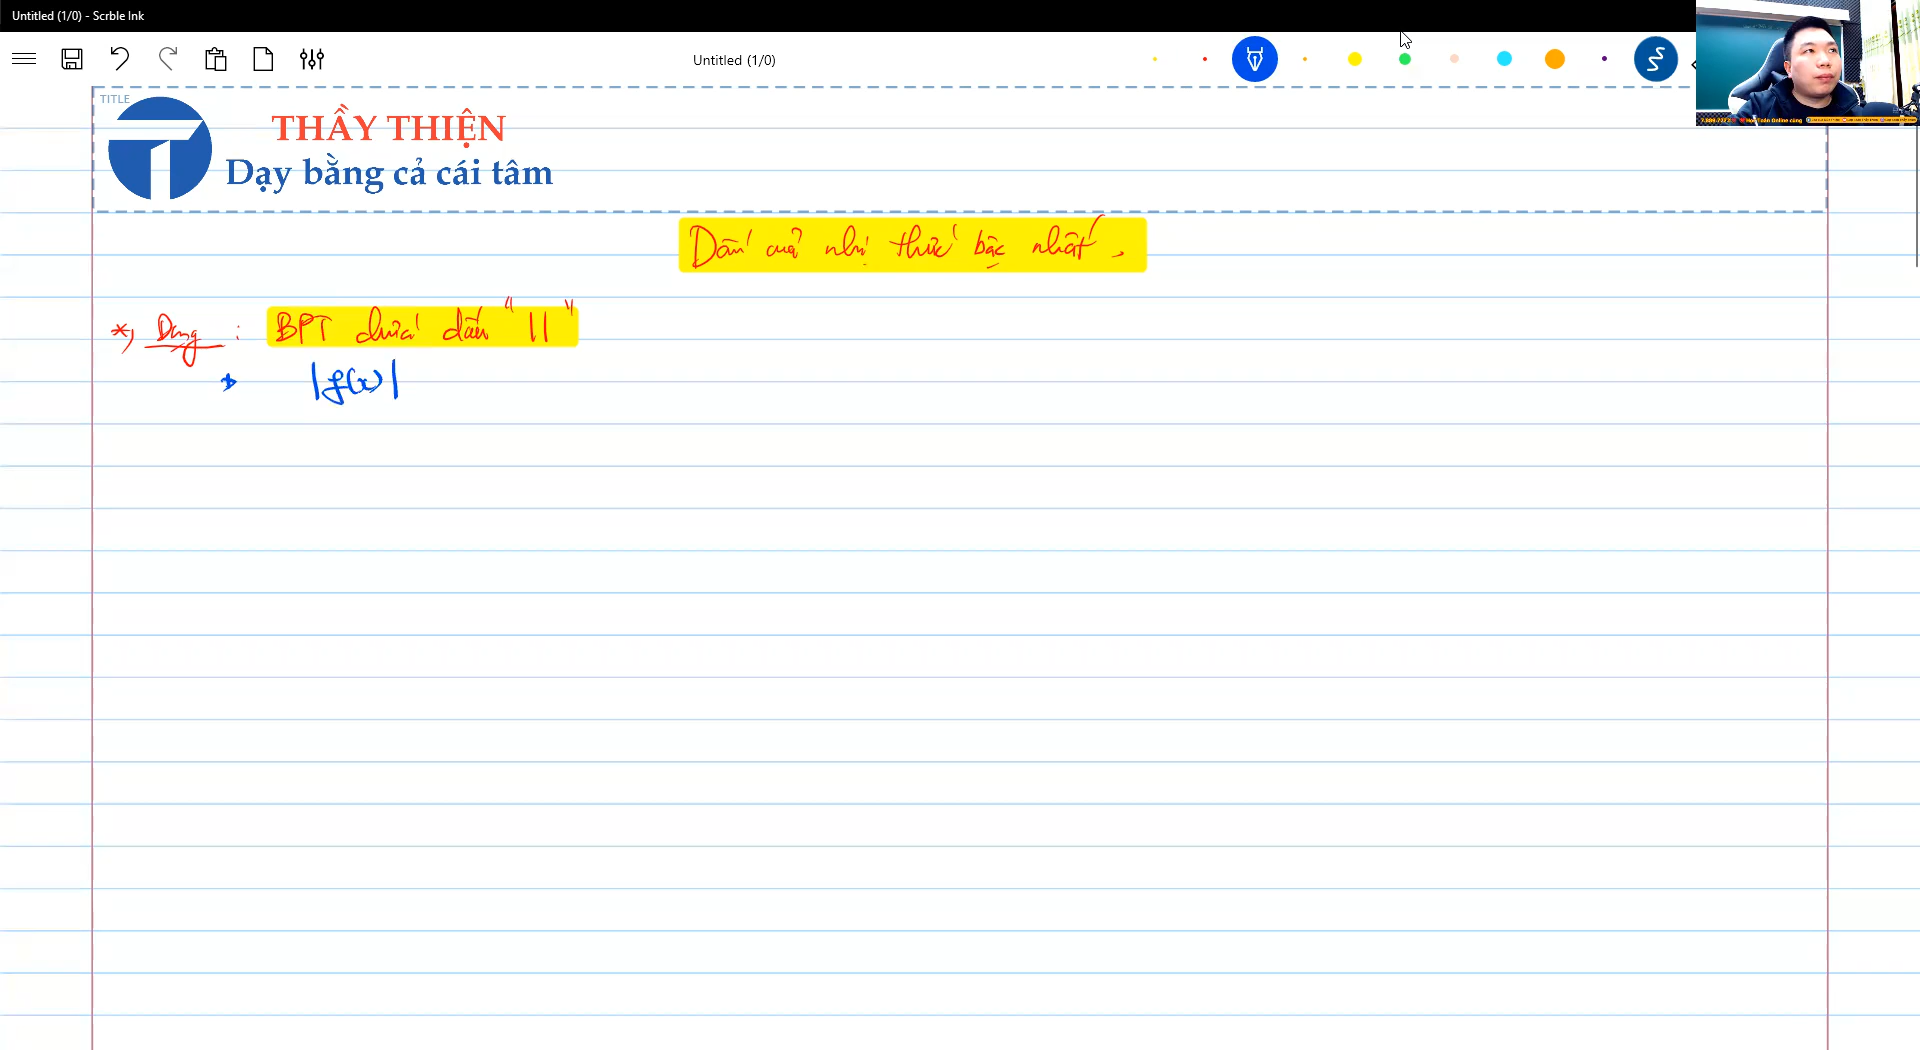 Untitled (1/0) - Scrble Ink
Untitled (1/0)
TITLE
THẦY THIỆN
Dạy bằng cả cái tâm
Dấu của nhị thức bậc nhất.
*) Dạng : BPT chứa dấu "| |"
* |f(x)|